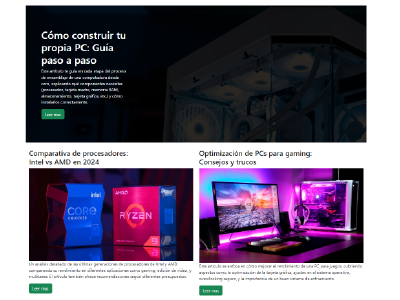 Cómo construir tu
propia PC: Guía
paso a paso
Este artículo te guía en cada etapa del proceso
de ensamblaje de una computadora desde
cero, explicando qué componentes necesitas
(procesador, tarjeta madre, memoria RAM,
almacenamiento, tarjeta gráfica, etc.) y cómo
instalarlos correctamente.
Leer más
Comparativa de procesadores:
Intel vs AMD en 2024
intel
CORE
AMD
RYZEN
Un análisis detallado de las últimas generaciones de procesadores de Intel y AMD,
comparando su rendimiento en diferentes aplicaciones como gaming, edición de video, y
multitarea. El artículo también ofrece recomendaciones según diferentes presupuestos.
Leer más
Optimización de PCs para gaming:
Consejos y trucos
Este artículo se enfoca en cómo mejorar el rendimiento de una PC para juegos, cubriendo
aspectos como la optimización de la tarjeta gráfica, ajustes en el sistema operativo,
overclocking seguro, y la importancia de un buen sistema de enfriamiento.
Leer más